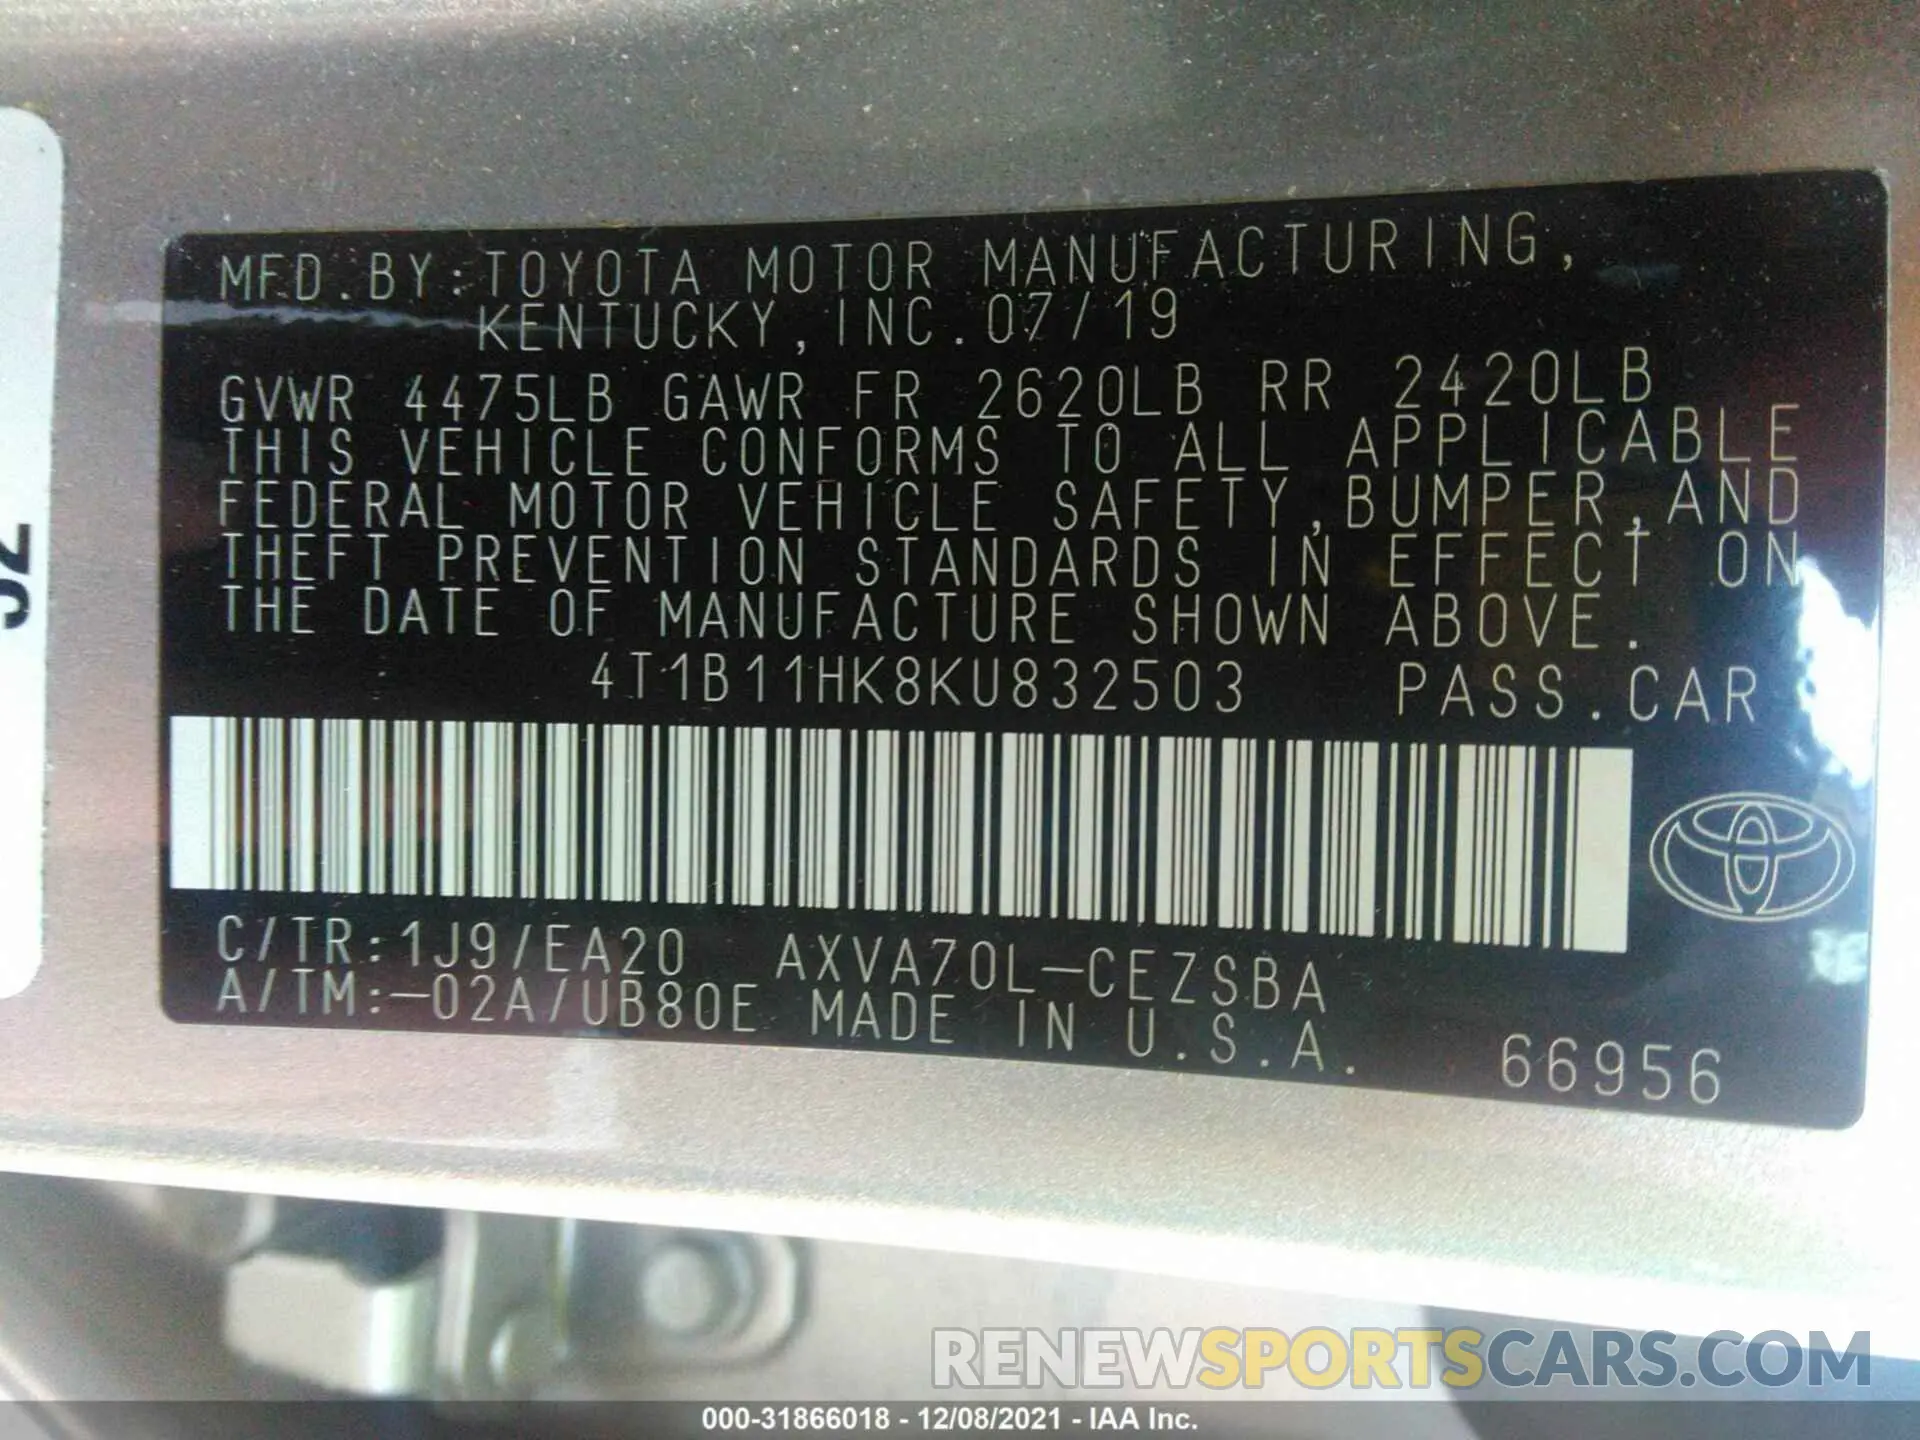 MFD.BY:TOYOTA MOTOR MANUFACTURING,
KENTUCKY,INC.07/19
GVWR 4475LB GAWR FR 2620LB RR 2420LB
THIS VEHICLE CONFORMS TO ALL APPLICABLE
FEDERAL MOTOR VEHICLE SAFETY,BUMPER,AND
THEFT PREVENTION STANDARDS IN EFFECT ON
THE DATE OF MANUFACTURE SHOWN ABOVE.
4T1B11HK8KU832503 PASS.CAR
C/TR:1J9/EA20 AXVA70L-CEZSBA
A/TM:-02A/UB80E MADE IN U.S.A.
66956
RENEWSPORTSCARS.COM
000-31866018 - 12/08/2021 - IAA Inc.